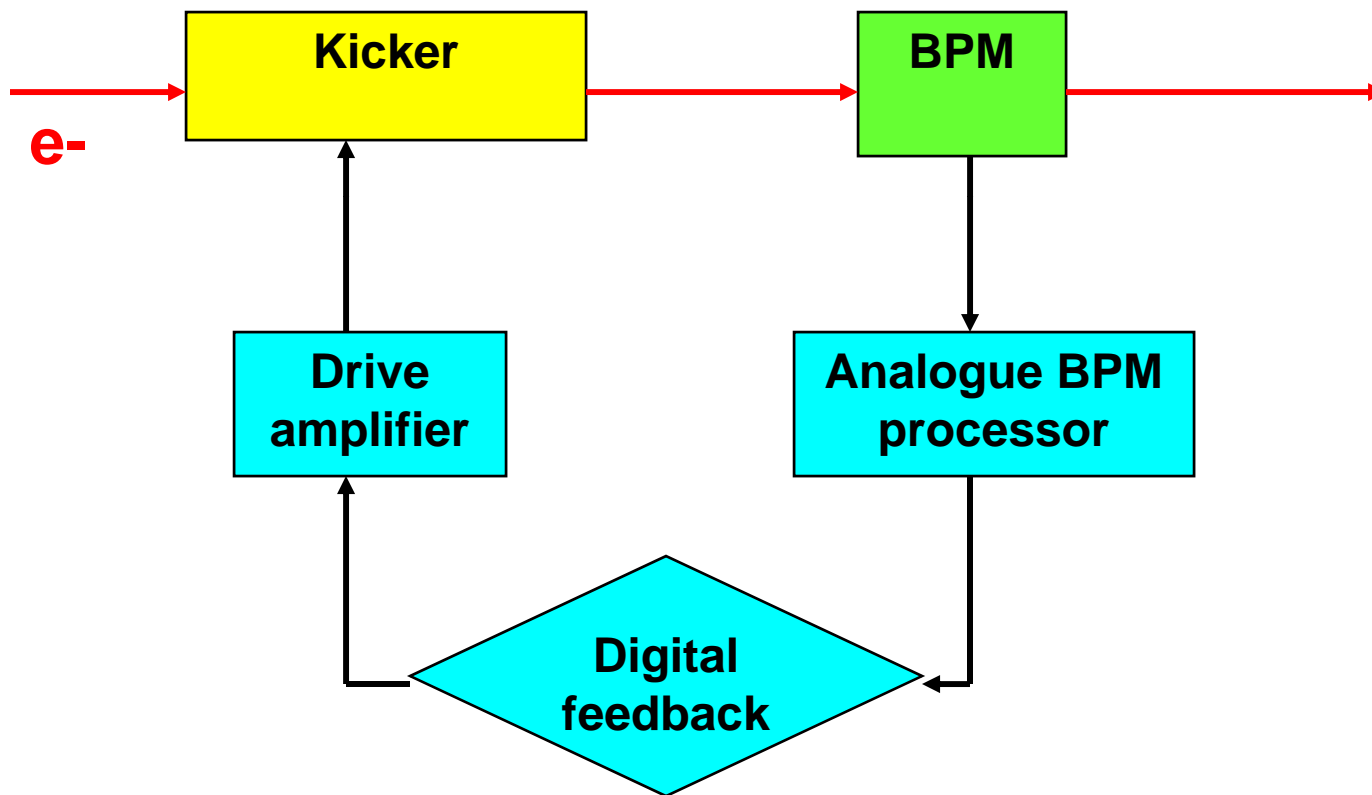 Kicker
BPM
e-
Drive
amplifier
Analogue BPM
processor
Digital
feedback